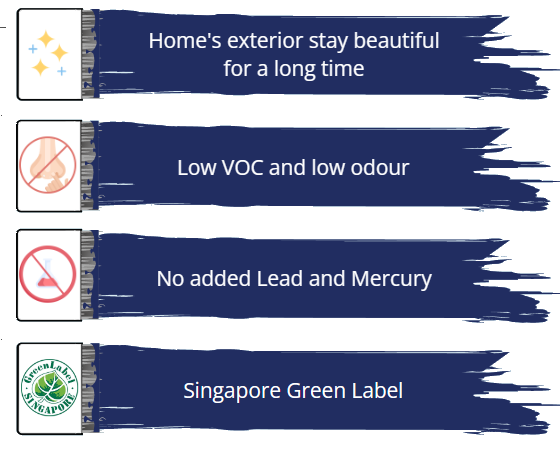 Home's exterior stay beautiful
for a long time
Low VOC and low odour
No added Lead and Mercury
GreenLabel
SINGAPORE
Singapore Green Label